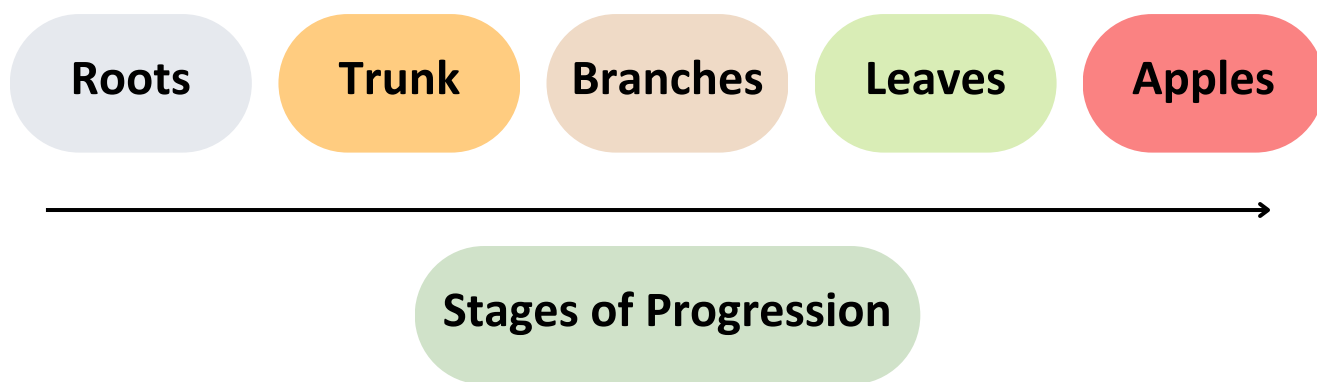 Roots
Trunk
Branches
Leaves
Apples
Stages of Progression